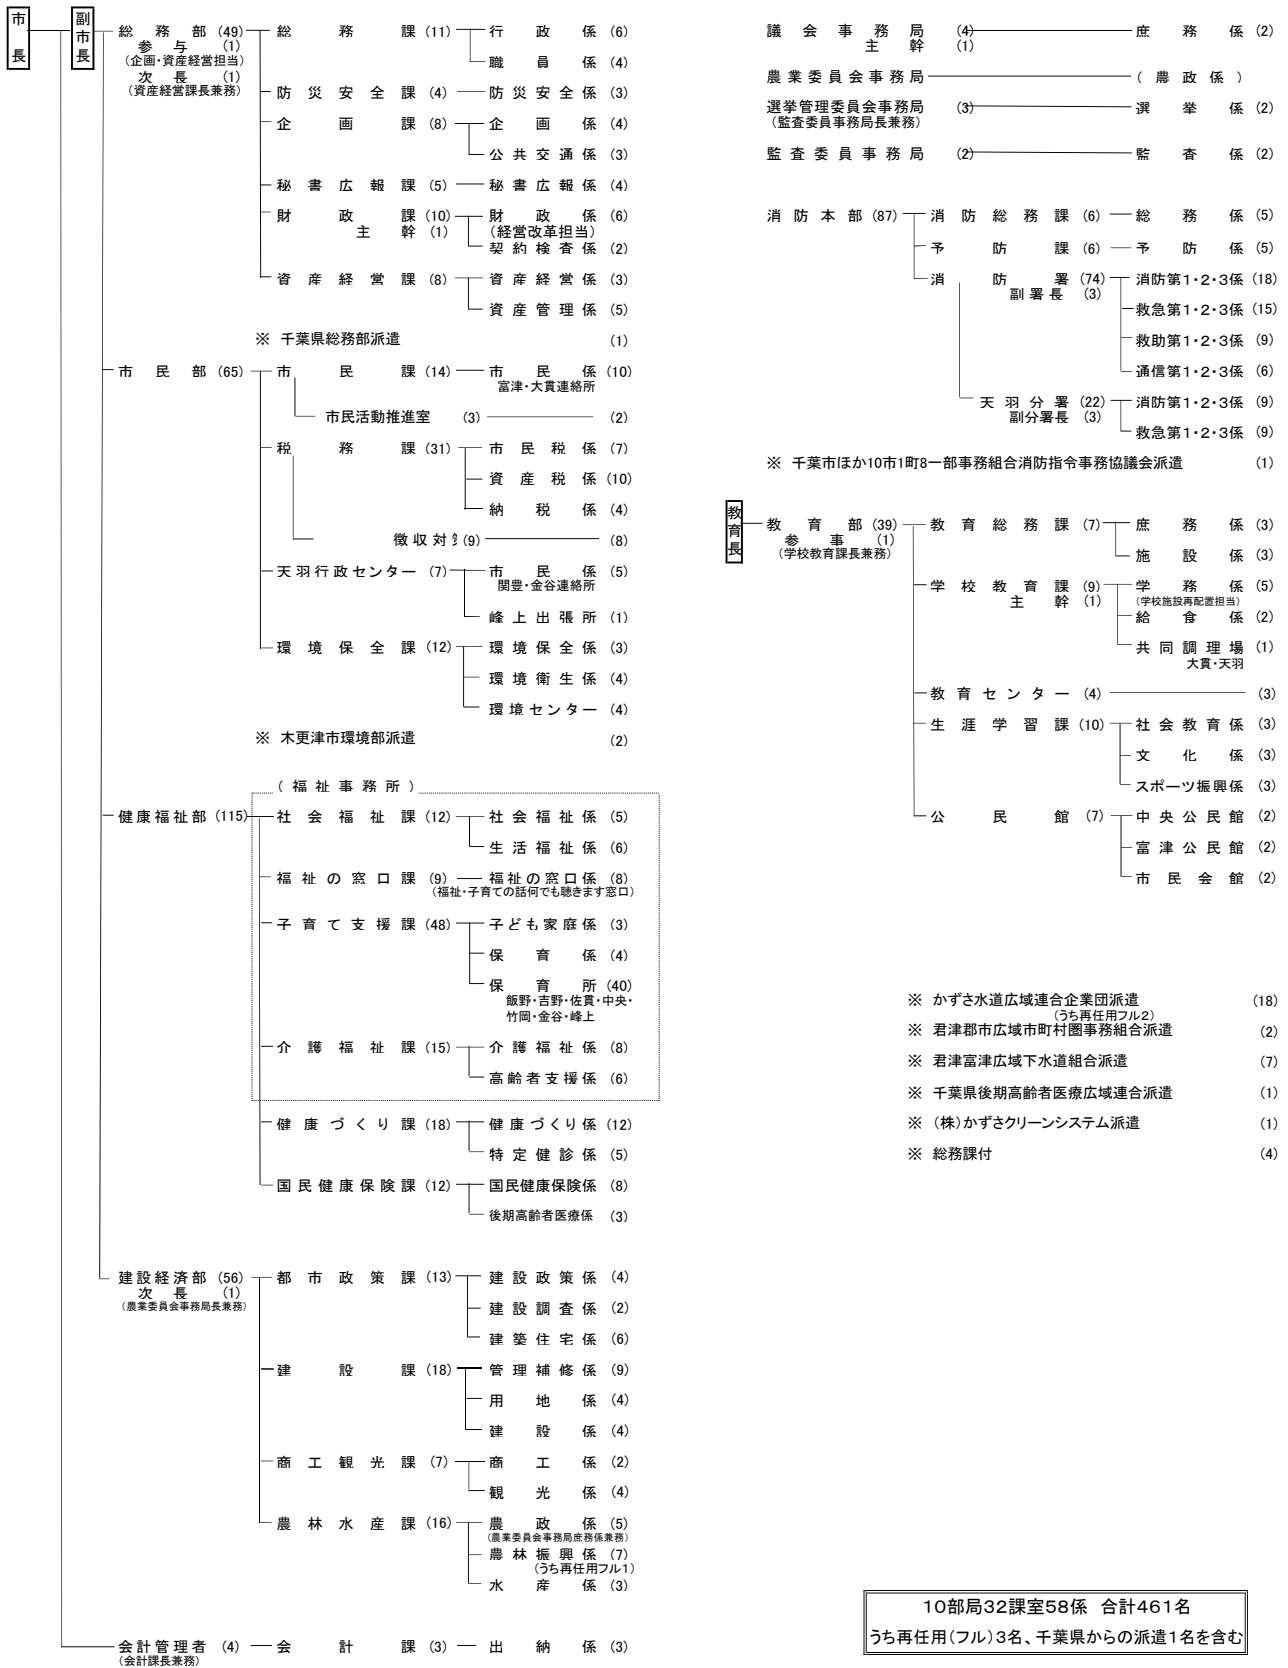 市長
副市長
総務部 (49)
参与 (1)
(企画・資産経営担当)
次長 (1)
(資産経営課長兼務)
総務課 (11) 行政係 (6)
職員係 (4)
防災安全課 (4) 防災安全係 (3)
企画課 (8) 企画係 (4)
公共交通係 (3)
秘書広報課 (5) 秘書広報係 (4)
財政課 (10) 財政係 (6)
主幹 (1) (経営改革担当)
契約検査係 (2)
資産経営課 (8) 資産経営係 (3)
資産管理係 (5)
※ 千葉県総務部派遣 (1)
市民部 (65) 市民課 (14) 市民係 (10)
富津・大貫連絡所
市民活動推進室 (3) (2)
税務課 (31) 市民税係 (7)
資産税係 (10)
納税係 (4)
徴収対 (9) (8)
天羽行政センター (7) 市民係 (5)
関豊・金谷連絡所
峰上出張所 (1)
環境保全課 (12) 環境保全係 (3)
環境衛生係 (4)
環境センター (4)
※ 木更津市環境部派遣 (2)
(福祉事務所)
健康福祉部 (115) 社会福祉課 (12) 社会福祉係 (5)
生活福祉係 (6)
福祉の窓口課 (9) 福祉の窓口係 (8)
(福祉・子育ての話何でも聴きます窓口)
子育て支援課 (48) 子ども家庭係 (3)
保育係 (4)
保育所 (40)
飯野・吉野・佐貫・中央・
竹岡・金谷・峰上
介護福祉課 (15) 介護福祉係 (8)
高齢者支援係 (6)
健康づくり課 (18) 健康づくり係 (12)
特定健診係 (5)
国民健康保険課 (12) 国民健康保険係 (8)
後期高齢者医療係 (3)
建設経済部 (56) 都市政策課 (13) 建設政策係 (4)
次長 (1)
(農業委員会事務局長兼務)
建設調査係 (2)
建築住宅係 (6)
建設課 (18) 管理補修係 (9)
用地係 (4)
建設係 (4)
商工観光課 (7) 商工係 (2)
観光係 (4)
農林水産課 (16) 農政係 (5)
(農業委員会事務局庶務係兼務)
農林振興係 (7)
(うち再任用フル1)
水産係 (3)
会計管理者 (4) 会計課 (3) 出納係 (3)
(会計課長兼務)
議会事務局 (4) 庶務係 (2)
主幹 (1)
農業委員会事務局 (農政係)
選挙管理委員会事務局 (3) 選挙係 (2)
(監査委員事務局長兼務)
監査委員事務局 (2) 監査係 (2)
消防本部 (87) 消防総務課 (6) 総務係 (5)
予防課 (6) 予防係 (5)
消防署 (74) 消防第1・2・3係 (18)
副署長 (3)
救急第1・2・3係 (15)
救助第1・2・3係 (9)
通信第1・2・3係 (6)
天羽分署 (22) 消防第1・2・3係 (9)
副分署長 (3)
救急第1・2・3係 (9)
※ 千葉市ほか10市1町8一部事務組合消防指令事務協議会派遣 (1)
教育長
教育部 (39) 教育総務課 (7) 庶務係 (3)
参事 (1)
(学校教育課長兼務)
施設係 (3)
学校教育課 (9) 学務係 (5)
主幹 (1) (学校施設再配置担当)
給食係 (2)
共同調理場 (1)
大貫・天羽
教育センター (4) (3)
生涯学習課 (10) 社会教育係 (3)
文化係 (3)
スポーツ振興係 (3)
公民館 (7) 中央公民館 (2)
富津公民館 (2)
市民会館 (2)
※ かずさ水道広域連合企業団派遣 (18)
(うち再任用フル2)
※ 君津郡市広域市町村圏事務組合派遣 (2)
※ 君津富津広域下水道組合派遣 (7)
※ 千葉県後期高齢者医療広域連合派遣 (1)
※ (株)かずさクリーンシステム派遣 (1)
※ 総務課付 (4)
10部局32課室58係 合計461名
うち再任用(フル)3名、千葉県からの派遣1名を含む